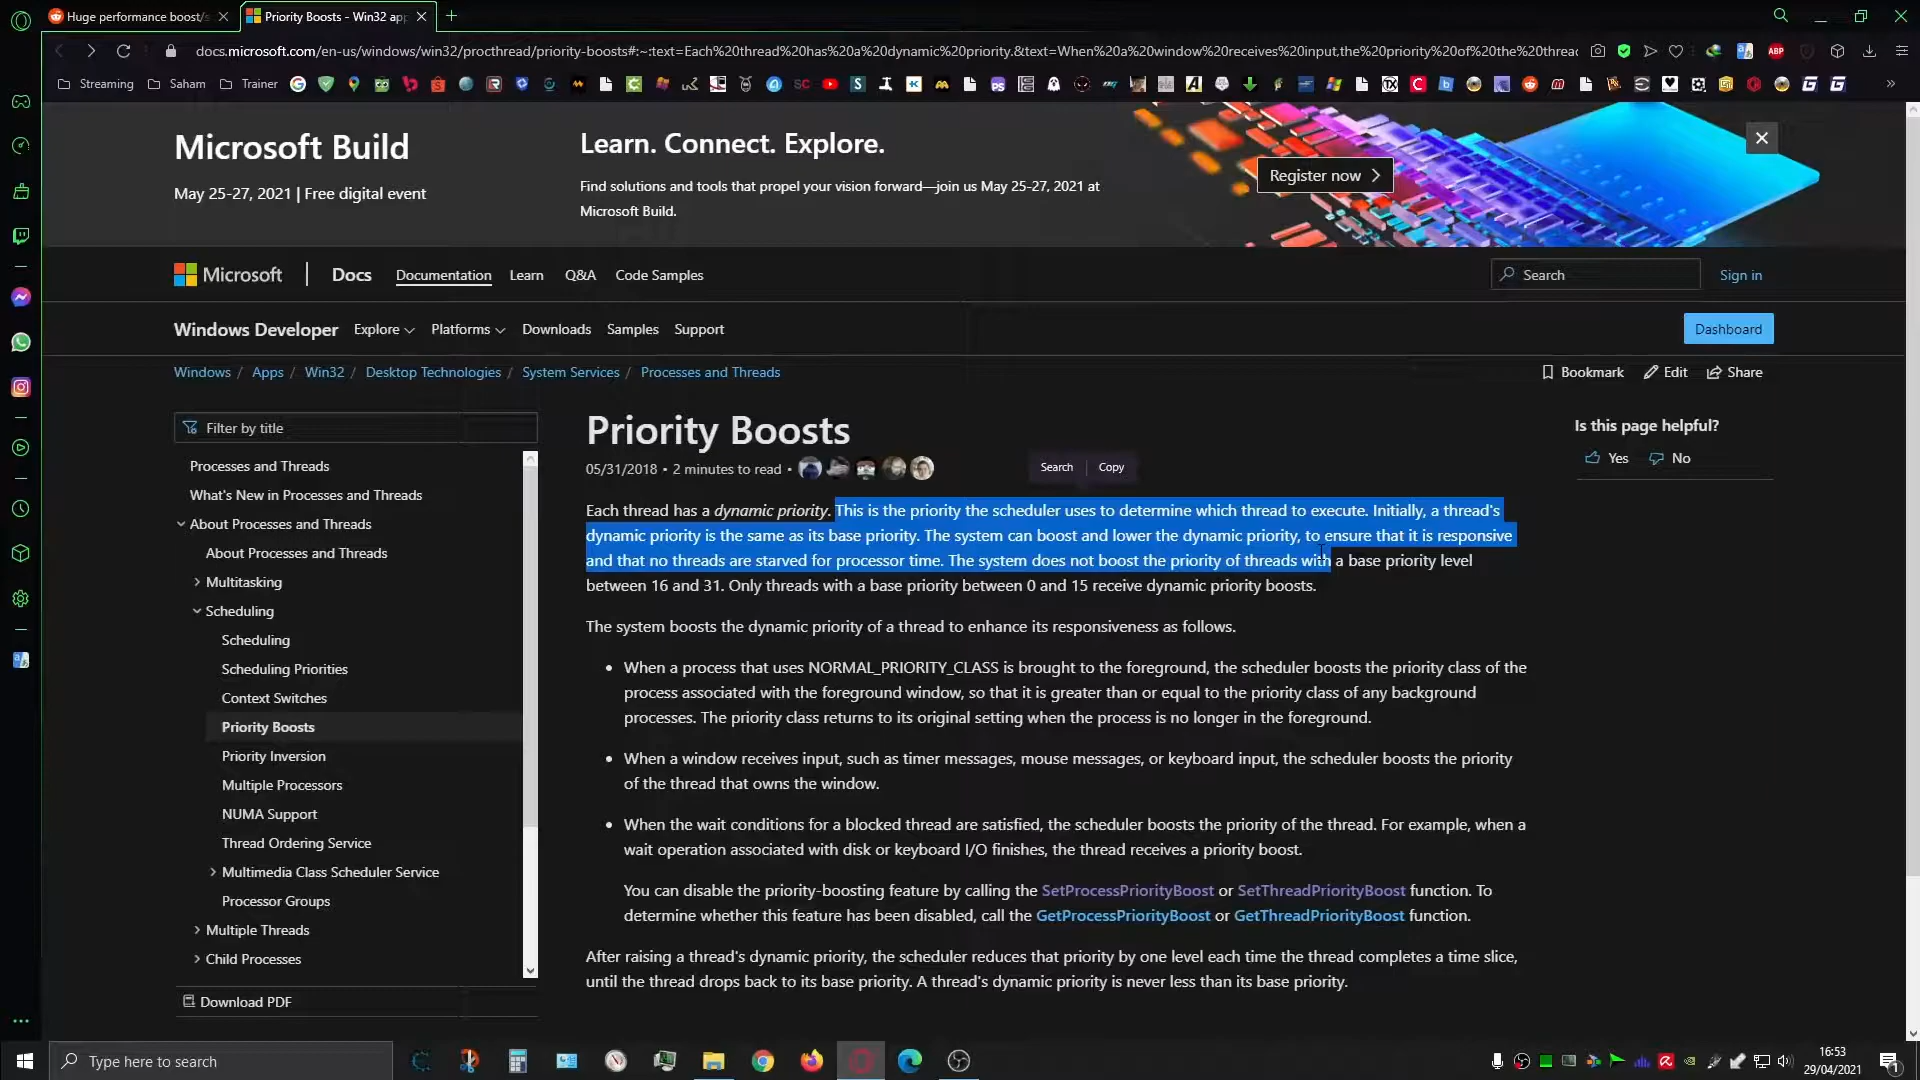 Huge performance boost/s
Priority Boosts - Win32 app
docs.microsoft.com/en-us/windows/win32/procthread/priority-boosts#:~:text=Each%20thread%20has%20a%20dynamic%20priority.&text=When%20a%20window%20receives%20input,the%20priority%20of%20the%20threac
ABP
Streaming
Saham
Trainer
Microsoft Build
May 25-27, 2021 | Free digital event
Learn. Connect. Explore.
Find solutions and tools that propel your vision forward—join us May 25-27, 2021 at
Microsoft Build.
Register now
Microsoft
Docs
Documentation
Learn
Q&A
Code Samples
Search
Sign in
Windows Developer
Explore
Platforms
Downloads
Samples
Support
Dashboard
Windows / Apps / Win32 / Desktop Technologies / System Services / Processes and Threads
Bookmark
Edit
Share
Filter by title
Processes and Threads
What's New in Processes and Threads
About Processes and Threads
About Processes and Threads
Multitasking
Scheduling
Scheduling
Scheduling Priorities
Context Switches
Priority Boosts
Priority Inversion
Multiple Processors
NUMA Support
Thread Ordering Service
Multimedia Class Scheduler Service
Processor Groups
Multiple Threads
Child Processes
Download PDF
Priority Boosts
05/31/2018 • 2 minutes to read •
Search
Copy
Each thread has a dynamic priority. This is the priority the scheduler uses to determine which thread to execute. Initially, a thread's
dynamic priority is the same as its base priority. The system can boost and lower the dynamic priority, to ensure that it is responsive
and that no threads are starved for processor time. The system does not boost the priority of threads with a base priority level
between 16 and 31. Only threads with a base priority between 0 and 15 receive dynamic priority boosts.
The system boosts the dynamic priority of a thread to enhance its responsiveness as follows.
• When a process that uses NORMAL_PRIORITY_CLASS is brought to the foreground, the scheduler boosts the priority class of the
process associated with the foreground window, so that it is greater than or equal to the priority class of any background
processes. The priority class returns to its original setting when the process is no longer in the foreground.
• When a window receives input, such as timer messages, mouse messages, or keyboard input, the scheduler boosts the priority
of the thread that owns the window.
• When the wait conditions for a blocked thread are satisfied, the scheduler boosts the priority of the thread. For example, when a
wait operation associated with disk or keyboard I/O finishes, the thread receives a priority boost.
You can disable the priority-boosting feature by calling the SetProcessPriorityBoost or SetThreadPriorityBoost function. To
determine whether this feature has been disabled, call the GetProcessPriorityBoost or GetThreadPriorityBoost function.
After raising a thread's dynamic priority, the scheduler reduces that priority by one level each time the thread completes a time slice,
until the thread drops back to its base priority. A thread's dynamic priority is never less than its base priority.
Is this page helpful?
Yes
No
Type here to search
16:53
29/04/2021
1